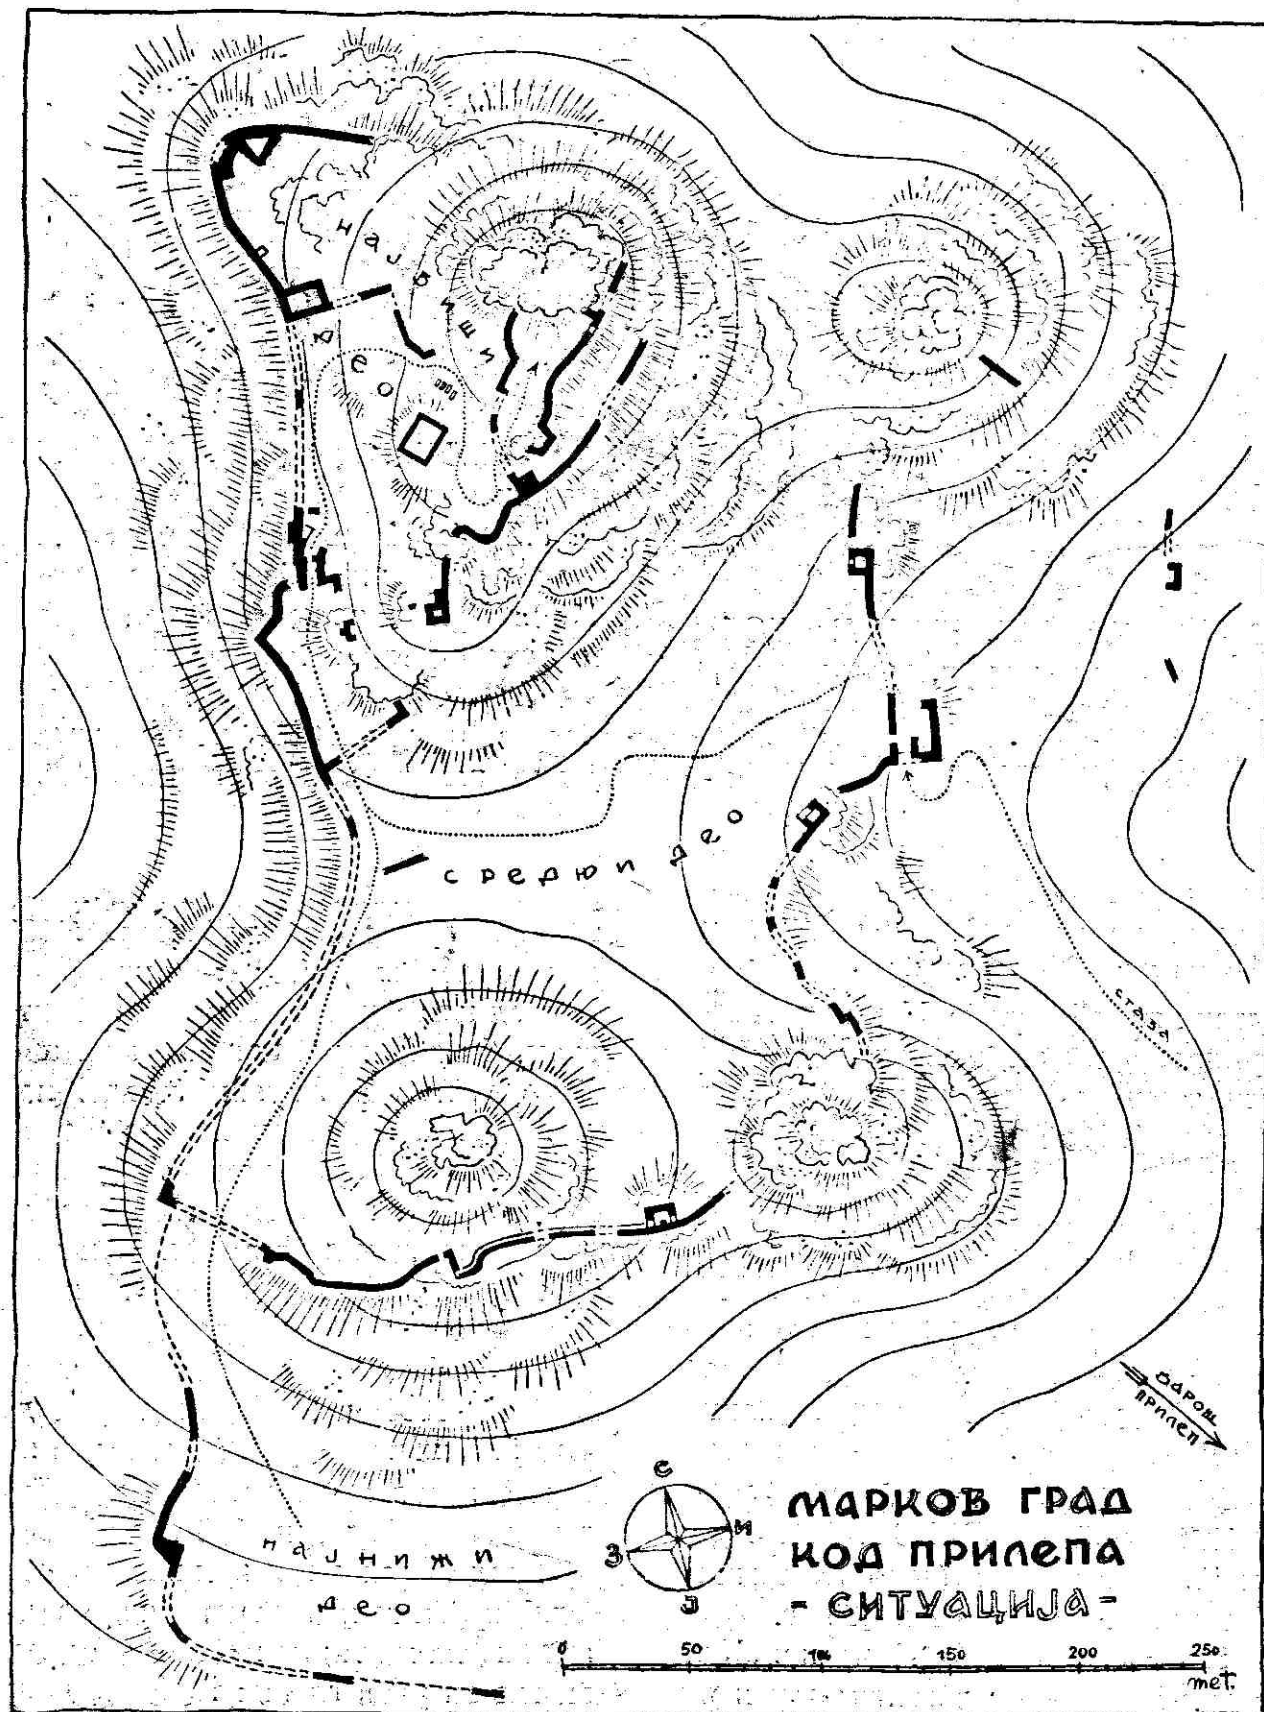 највиши
део
средњи део
стаза
варош
прилеп
најнижи
део
С
З И
Ј
МАРКОВ ГРАД
КОД ПРИЛЕПА
- СИТУАЦИЈА -
0 50 100 150 200 250
met.